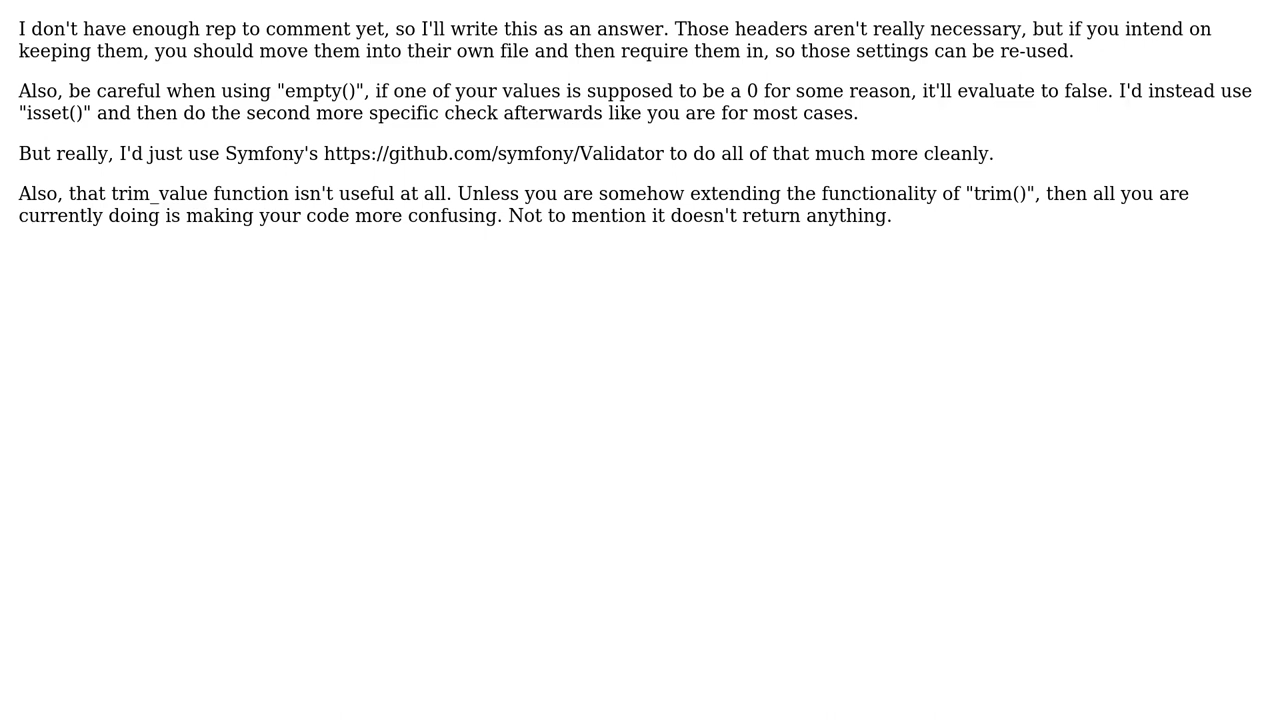 I don't have enough rep to comment yet, so I'll write this as an answer. Those headers aren't really necessary, but if you intend on
keeping them, you should move them into their own file and then require them in, so those settings can be re-used.
Also, be careful when using "empty()", if one of your values is supposed to be a 0 for some reason, it'll evaluate to false. I'd instead use
"isset()" and then do the second more specific check afterwards like you are for most cases.
But really, I'd just use Symfony's https://github.com/symfony/Validator to do all of that much more cleanly.
Also, that trim_value function isn't useful at all. Unless you are somehow extending the functionality of "trim()", then all you are
currently doing is making your code more confusing. Not to mention it doesn't return anything.